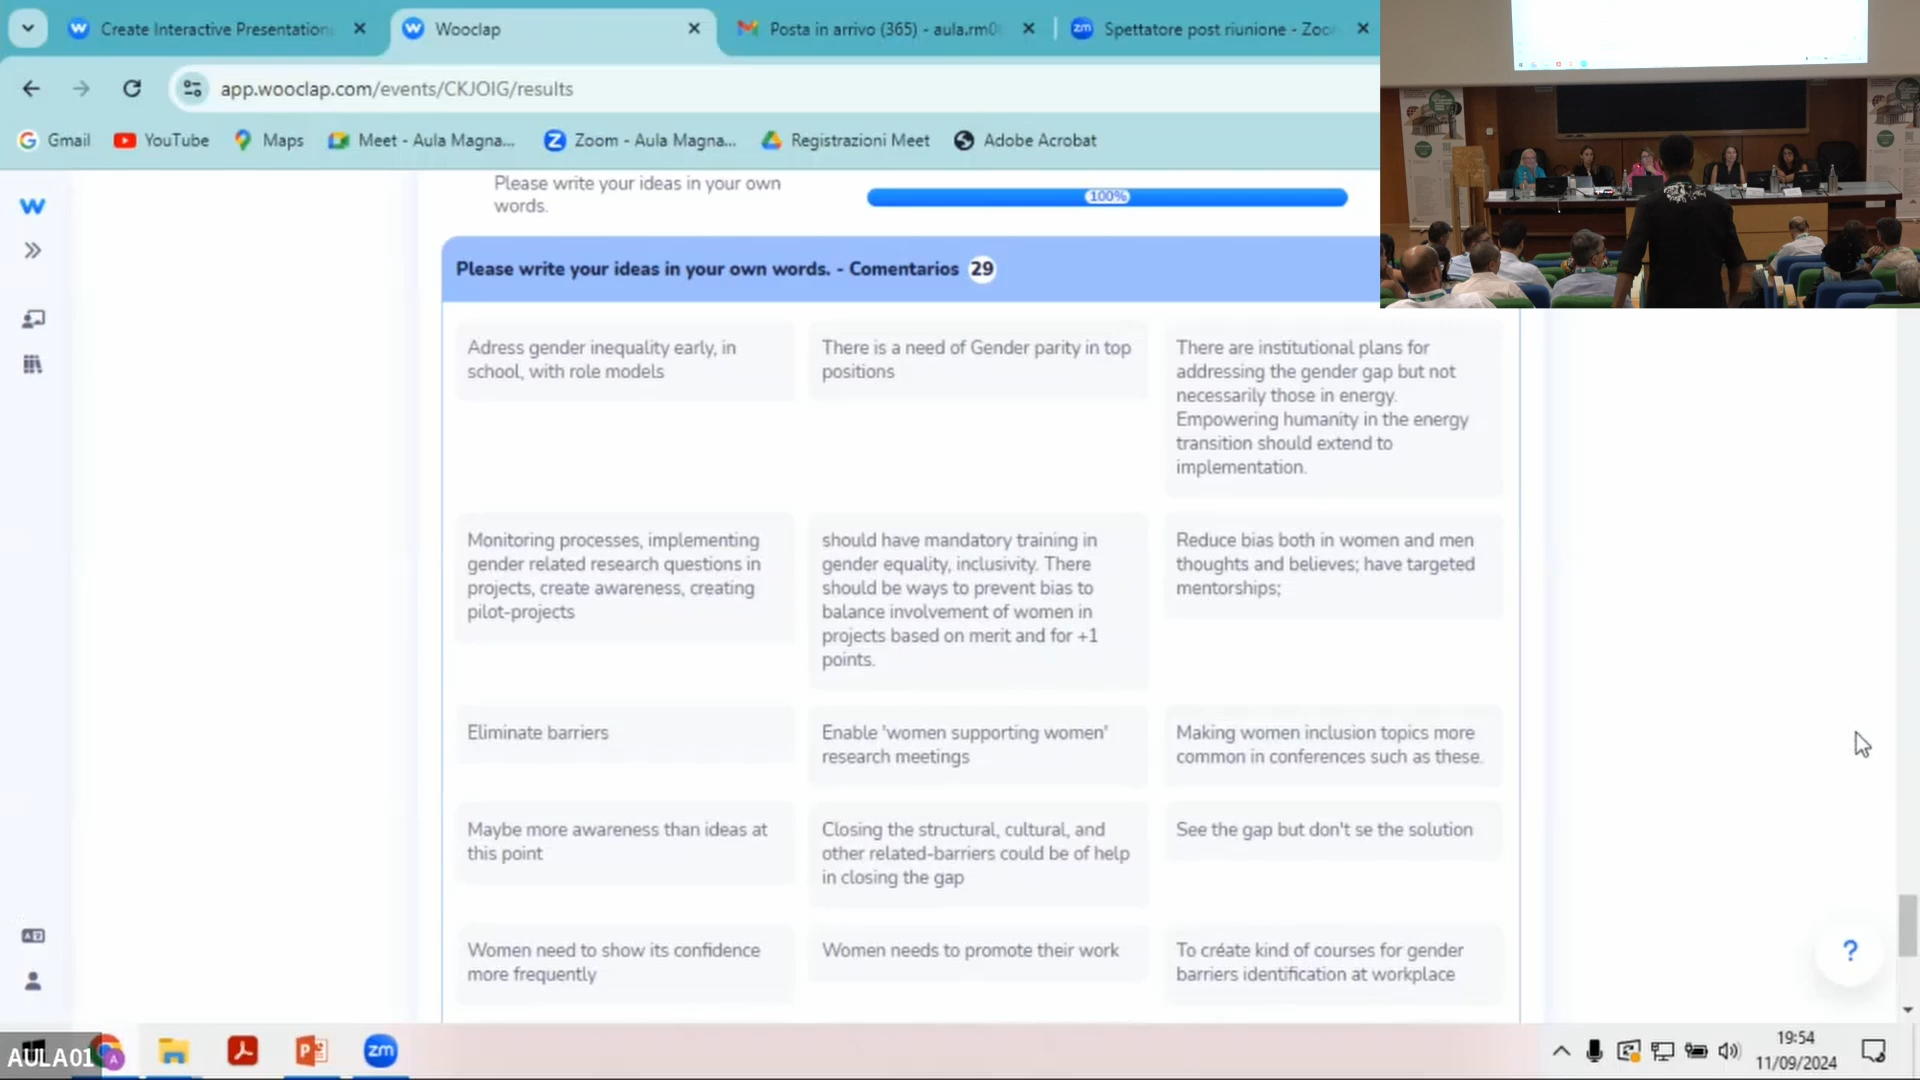 Create Interactive Presentation
Wooclap
Posta in arrivo (365) - aula.rm0
zm
Spettatore post riunione - Zoo
app.wooclap.com/events/CKJOIG/results
Gmail
YouTube
Maps
Meet - Aula Magna...
Zoom - Aula Magna...
Registrazioni Meet
Adobe Acrobat
Please write your ideas in your own
words.
100%
Please write your ideas in your own words. - Comentarios 29
Adress gender inequality early, in
school, with role models
There is a need of Gender parity in top
positions
There are institutional plans for
addressing the gender gap but not
necessarily those in energy.
Empowering humanity in the energy
transition should extend to
implementation.
Monitoring processes, implementing
gender related research questions in
projects, create awareness, creating
pilot-projects
should have mandatory training in
gender equality, inclusivity. There
should be ways to prevent bias to
balance involvement of women in
projects based on merit and for +1
points.
Reduce bias both in women and men
thoughts and believes; have targeted
mentorships;
Eliminate barriers
Enable 'women supporting women'
research meetings
Making women inclusion topics more
common in conferences such as these.
Maybe more awareness than ideas at
this point
Closing the structural, cultural, and
other related-barriers could be of help
in closing the gap
See the gap but don't se the solution
Women need to show its confidence
more frequently
Women needs to promote their work
To créate kind of courses for gender
barriers identification at workplace
?
AULA01
A
zm
19:54
11/09/2024